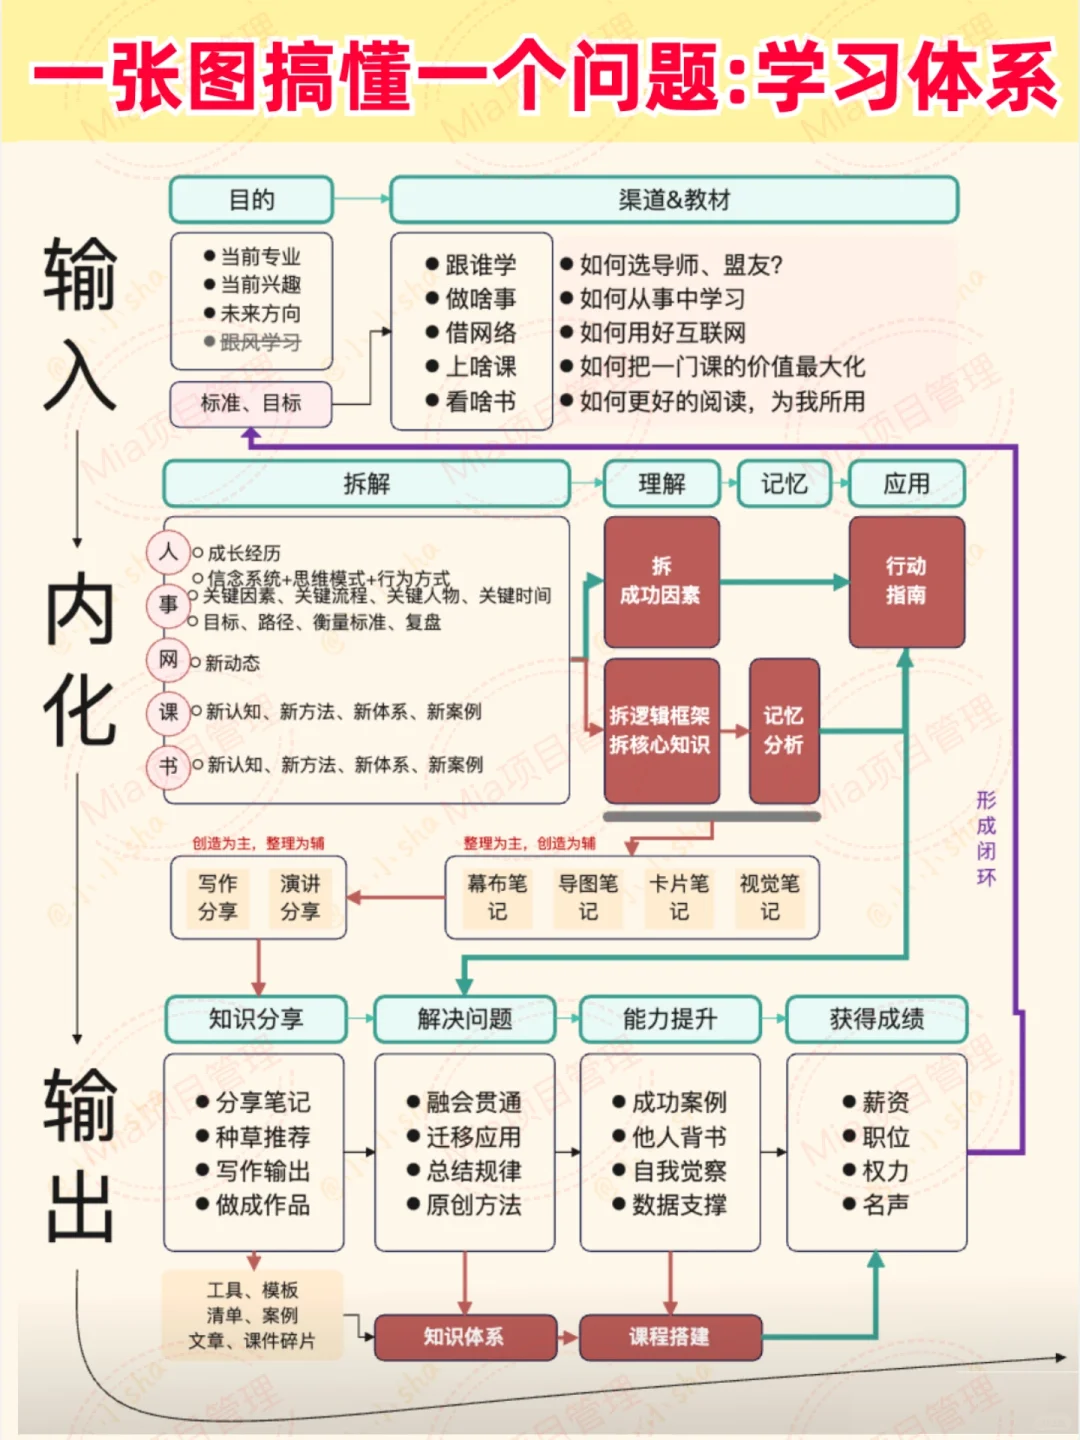 一张图搞懂一个问题:学习体系
输入
目的
渠道&教材
当前专业
当前兴趣
未来方向
跟风学习
标准、目标
跟谁学
做啥事
借网络
上啥课
看啥书
如何选导师、盟友?
如何从事中学习
如何用好互联网
如何把一门课的价值最大化
如何更好的阅读，为我所用
内化
拆解
理解
记忆
应用
人
成长经历
信念系统+思维模式+行为方式
事
关键因素、关键流程、关键人物、关键时间
目标、路径、衡量标准、复盘
网
新动态
课
新认知、新方法、新体系、新案例
书
新认知、新方法、新体系、新案例
拆
成功因素
行动
指南
拆逻辑框架
拆核心知识
记忆
分析
形成闭环
创造为主，整理为辅
写作
分享
演讲
分享
整理为主，创造为辅
幕布笔
记
导图笔
记
卡片笔
记
视觉笔
记
输出
知识分享
解决问题
能力提升
获得成绩
分享笔记
种草推荐
写作输出
做成作品
融会贯通
迁移应用
总结规律
原创方法
成功案例
他人背书
自我觉察
数据支撑
薪资
职位
权力
名声
工具、模板
清单、案例
文章、课件碎片
知识体系
课程搭建
Mia项目管理